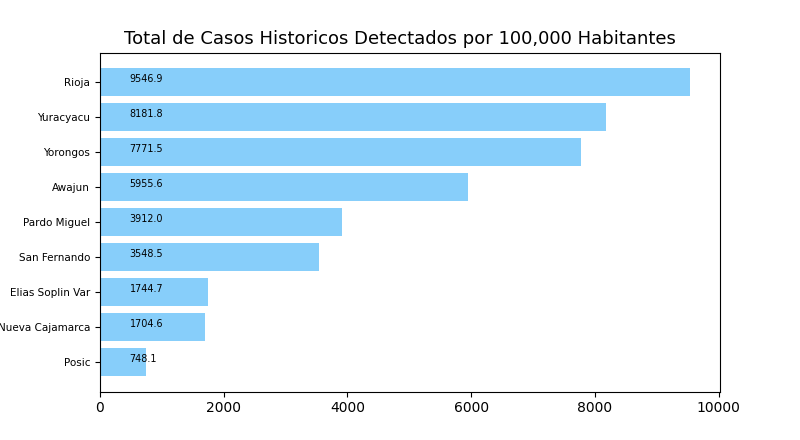 Total de Casos Historicos Detectados por 100,000 Habitantes
Rioja 9546.9
Yuracyacu 8181.8
Yorongos 7771.5
Awajun 5955.6
Pardo Miguel 3912.0
San Fernando 3548.5
Elias Soplin Var 1744.7
Nueva Cajamarca 1704.6
Posic 748.1
0 2000 4000 6000 8000 10000